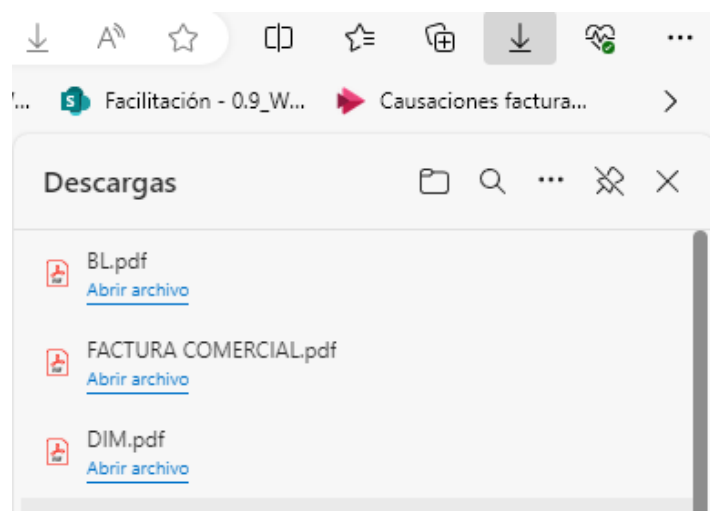 ... Facilitación - 0.9_W... Causaciones factura...
Descargas
BL.pdf
Abrir archivo
FACTURA COMERCIAL.pdf
Abrir archivo
DIM.pdf
Abrir archivo